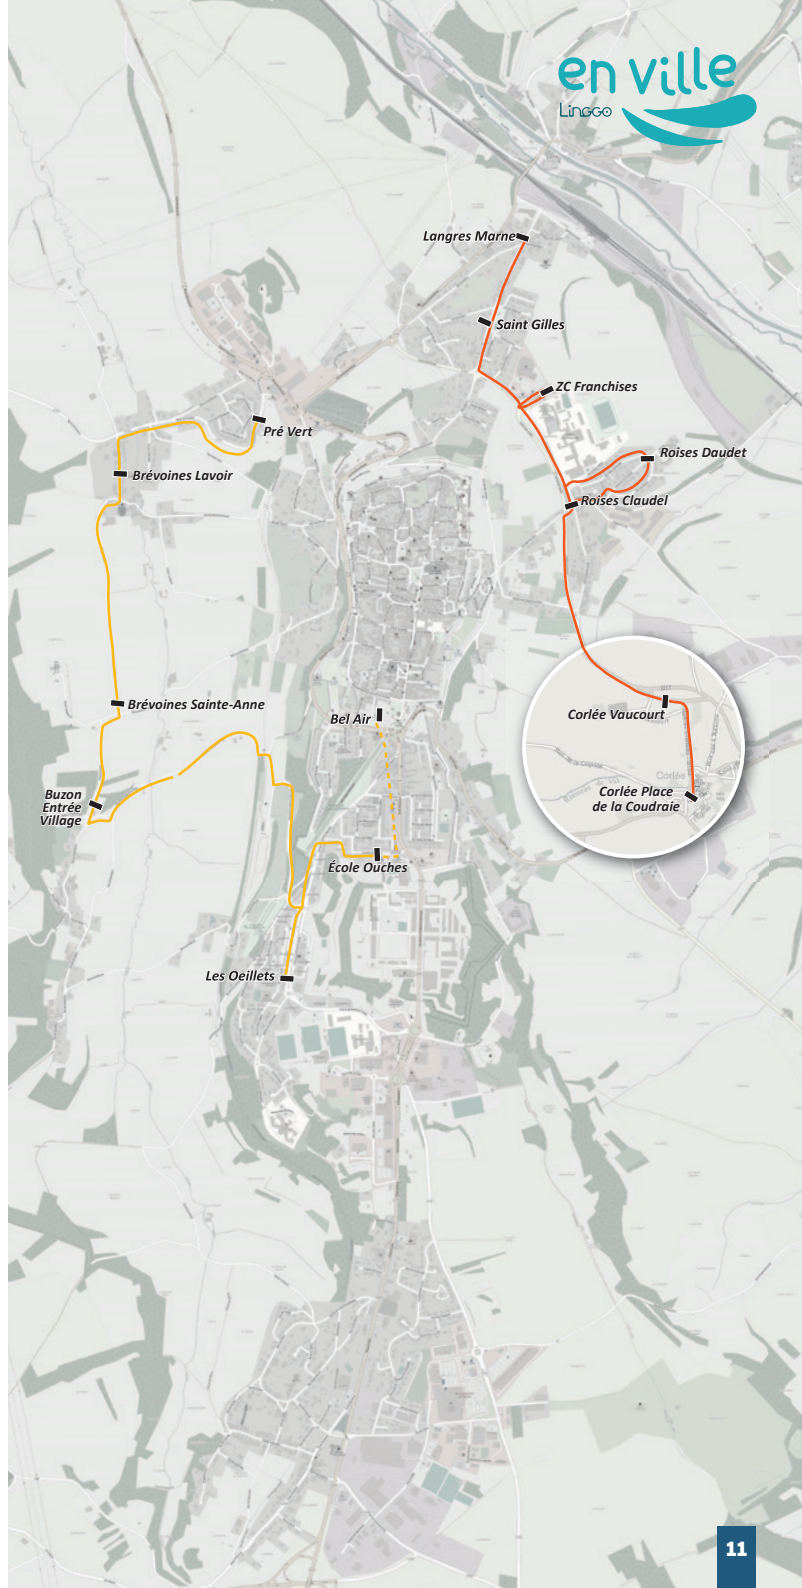 en ville
Linggo
Langres Marne
Saint Gilles
ZC Franchises
Pré Vert
Roises Daudet
Brévoines Lavoir
Roises Claudel
Brévoines Sainte-Anne
Bel Air
Corlée Vaucourt
Corlée
Buzon
Entrée
Village
Corlée Place
de la Coudraie
École Ouches
Les Oeillets
11